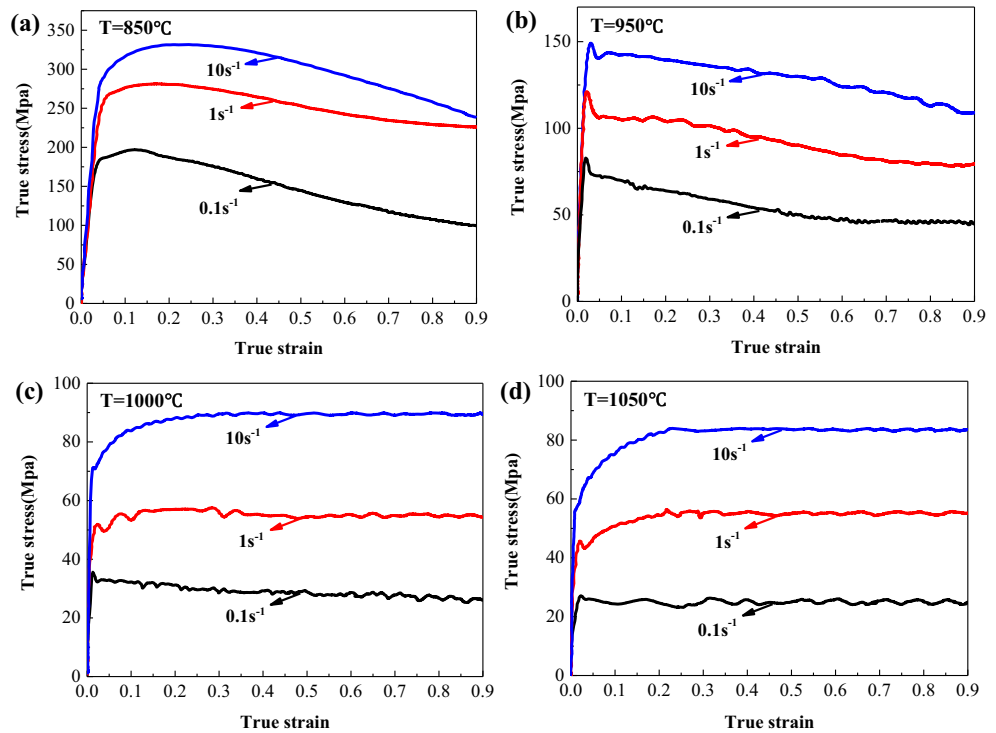 (a)
T=850℃
350
300
250
200
150
100
50
0
True stress(Mpa)
10s⁻¹
1s⁻¹
0.1s⁻¹
0.0 0.1 0.2 0.3 0.4 0.5 0.6 0.7 0.8 0.9
True strain
(b)
T=950℃
150
100
50
0
True stress(Mpa)
10s⁻¹
1s⁻¹
0.1s⁻¹
0.0 0.1 0.2 0.3 0.4 0.5 0.6 0.7 0.8 0.9
True strain
(c)
T=1000℃
100
80
60
40
20
0
True stress(Mpa)
10s⁻¹
1s⁻¹
0.1s⁻¹
0.0 0.1 0.2 0.3 0.4 0.5 0.6 0.7 0.8 0.9
True strain
(d)
T=1050℃
100
80
60
40
20
0
True stress(Mpa)
10s⁻¹
1s⁻¹
0.1s⁻¹
0.0 0.1 0.2 0.3 0.4 0.5 0.6 0.7 0.8 0.9
True strain